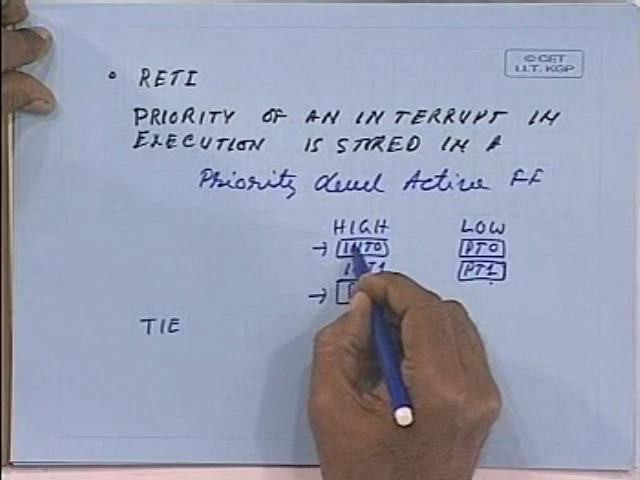 © CET
I.I.T. KGP
• RETI
PRIORITY OF AN INTERRUPT IN
EXECUTION IS STORED IN A
Priority level Active FF
HIGH LOW
→ INT0 PT0
INT1 PT1
→
TIE